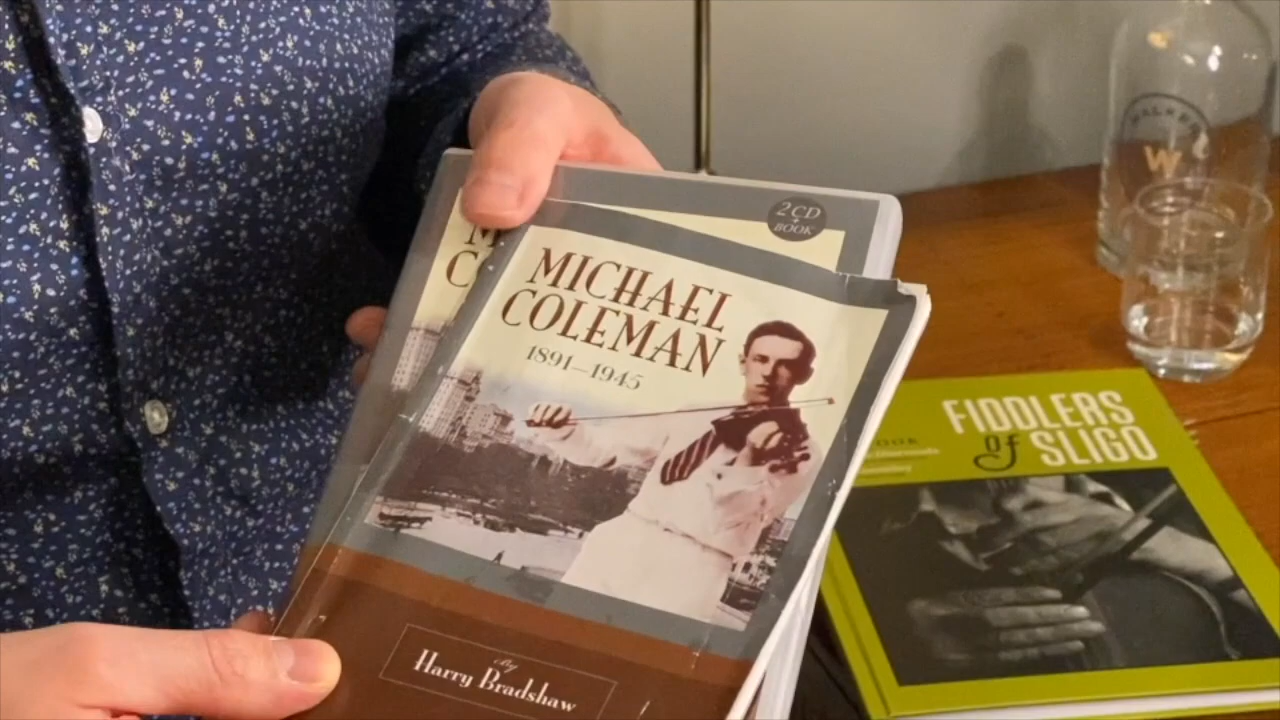 2 CD
+
BOOK
M
C
MICHAEL
COLEMAN
1891–1945
By
Harry Bradshaw
FIDDLERS
of SLIGO
W